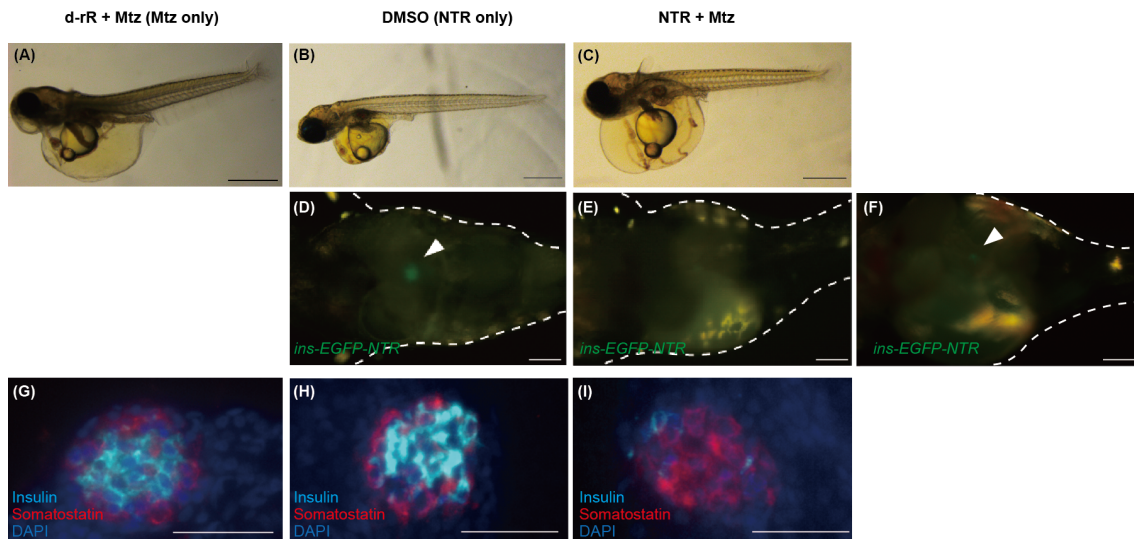 d-rR + Mtz (Mtz only)
DMSO (NTR only)
NTR + Mtz
(A)
(B)
(C)
(D)
(E)
(F)
ins-EGFP-NTR
ins-EGFP-NTR
ins-EGFP-NTR
(G)
(H)
(I)
Insulin
Somatostatin
DAPI
Insulin
Somatostatin
DAPI
Insulin
Somatostatin
DAPI